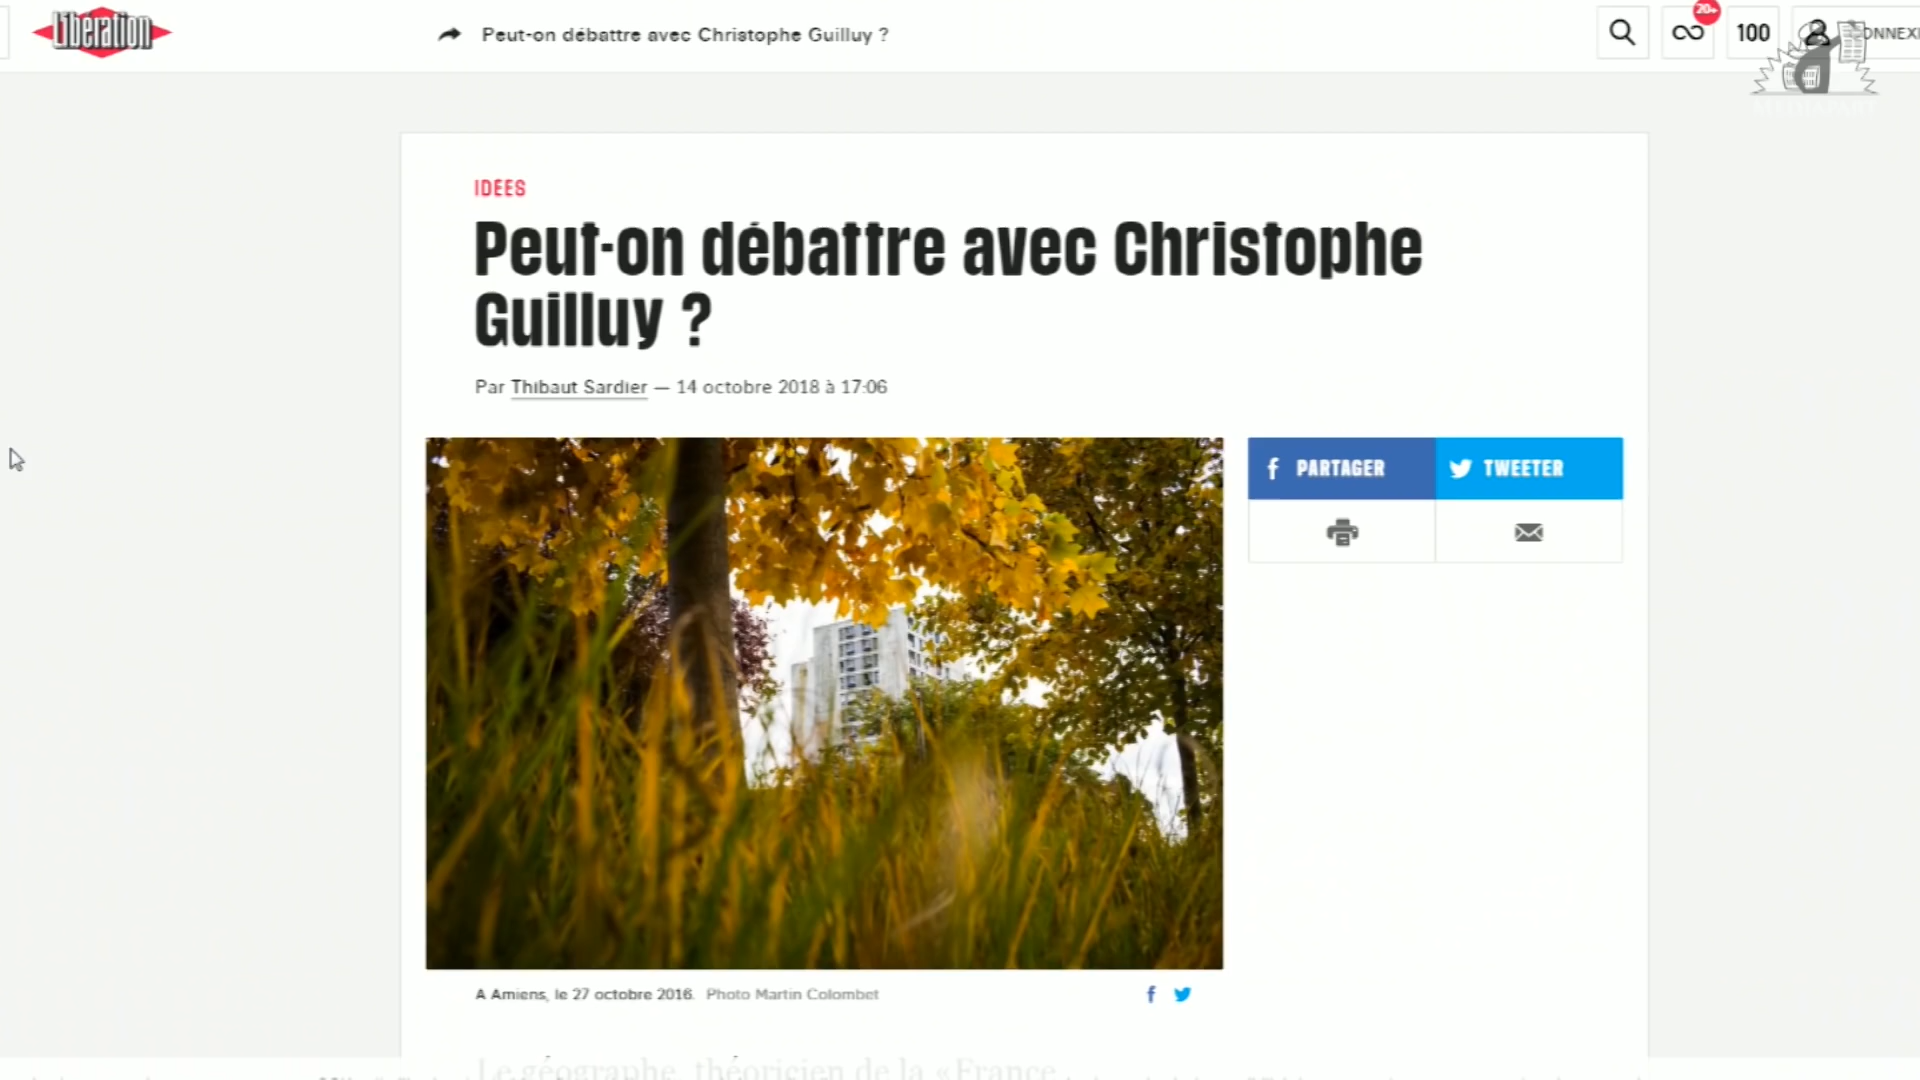 Libération
Peut-on débattre avec Christophe Guilluy ?
20+
100
IDÉES
Peut-on débattre avec Christophe
Guilluy ?
Par Thibaut Sardier — 14 octobre 2018 à 17:06
PARTAGER
TWEETER
A Amiens, le 27 octobre 2016. Photo Martin Colombet
Le géographe, théoricien de la «France